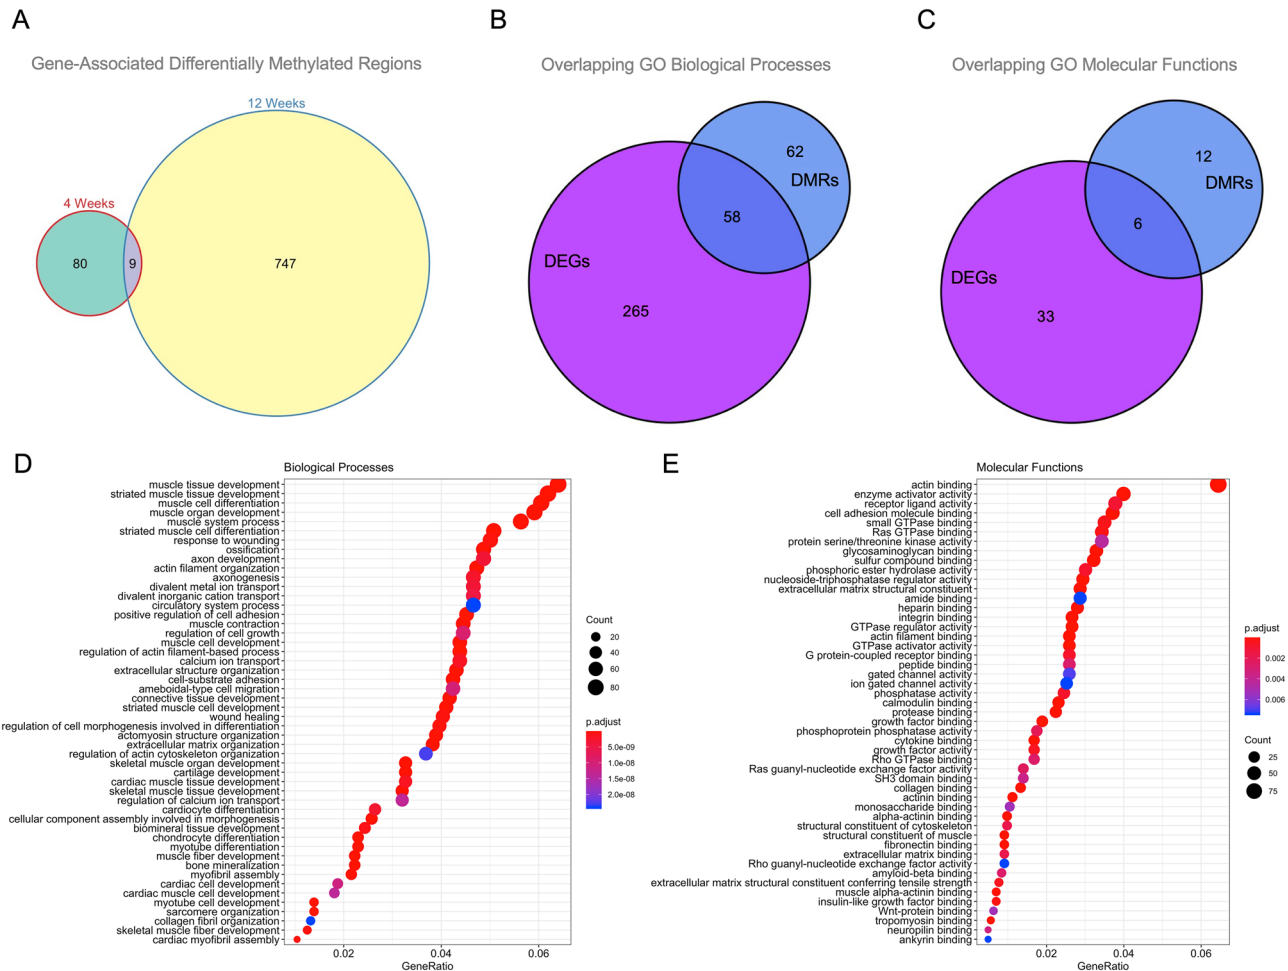 A
Gene-Associated Differentially Methylated Regions
12 Weeks
4 Weeks
80
9
747
B
Overlapping GO Biological Processes
62
DMRs
58
DEGs
265
C
Overlapping GO Molecular Functions
12
DMRs
6
DEGs
33
D
Biological Processes
muscle tissue development
striated muscle tissue development
muscle cell differentiation
muscle organ development
muscle system process
striated muscle cell differentiation
response to wounding
ossification
axon development
actin filament organization
axonogenesis
divalent metal ion transport
divalent inorganic cation transport
circulatory system process
positive regulation of cell adhesion
muscle contraction
regulation of cell growth
muscle cell development
regulation of actin filament-based process
calcium ion transport
extracellular structure organization
cell-substrate adhesion
ameboidal-type cell migration
connective tissue development
striated muscle cell development
wound healing
regulation of cell morphogenesis involved in differentiation
actomyosin structure organization
extracellular matrix organization
regulation of actin cytoskeleton organization
skeletal muscle organ development
cartilage development
cardiac muscle tissue development
skeletal muscle tissue development
regulation of calcium ion transport
cardiocyte differentiation
cellular component assembly involved in morphogenesis
biomineral tissue development
chondrocyte differentiation
myotube differentiation
muscle fiber development
bone mineralization
myofibril assembly
cardiac cell development
cardiac muscle cell development
myotube cell development
sarcomere organization
collagen fibril organization
skeletal muscle fiber development
cardiac myofibril assembly
0.02 0.04 0.06
GeneRatio
Count
20
40
60
80
p.adjust
5.0e-09
1.0e-08
1.5e-08
2.0e-08
E
Molecular Functions
actin binding
enzyme activator activity
receptor ligand activity
cell adhesion molecule binding
small GTPase binding
Ras GTPase binding
protein serine/threonine kinase activity
glycosaminoglycan binding
sulfur compound binding
phosphoric ester hydrolase activity
nucleoside-triphosphatase regulator activity
extracellular matrix structural constituent
amide binding
heparin binding
integrin binding
GTPase regulator activity
actin filament binding
GTPase activator activity
G protein-coupled receptor binding
peptide binding
gated channel activity
ion gated channel activity
phosphatase activity
calmodulin binding
protease binding
growth factor binding
phosphoprotein phosphatase activity
cytokine binding
growth factor activity
Rho GTPase binding
Ras guanyl-nucleotide exchange factor activity
SH3 domain binding
collagen binding
actinin binding
monosaccharide binding
alpha-actinin binding
structural constituent of cytoskeleton
structural constituent of muscle
fibronectin binding
extracellular matrix binding
Rho guanyl-nucleotide exchange factor activity
amyloid-beta binding
extracellular matrix structural constituent conferring tensile strength
muscle alpha-actinin binding
insulin-like growth factor binding
Wnt-protein binding
tropomyosin binding
neuropilin binding
ankyrin binding
0.02 0.04 0.06
GeneRatio
p.adjust
0.002
0.004
0.006
Count
25
50
75